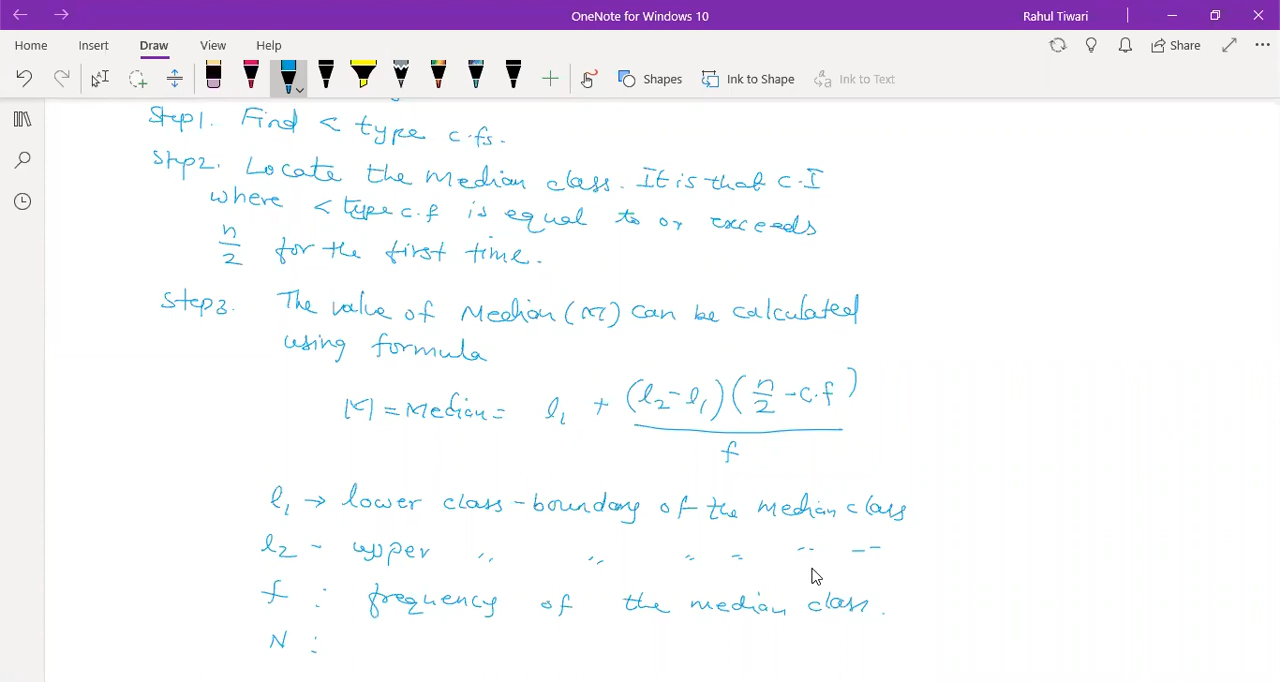 OneNote for Windows 10
Rahul Tiwari
Home Insert Draw View Help
Share
Shapes Ink to Shape Ink to Text
Step1. Find < type c.fs.
Step2. Locate the Median class. It is that C.I
where < type c.f is equal to or exceeds
n/2 for the first time.
Step3. The value of Median (M) can be calculated
using formula
M = Median = l₁ + (l₂ - l₁)(n/2 - c.f) / f
l₁ → lower class-boundary of the median class
l₂ - upper ,, ,, ,, ,, ,, --
f : frequency of the median class.
N :